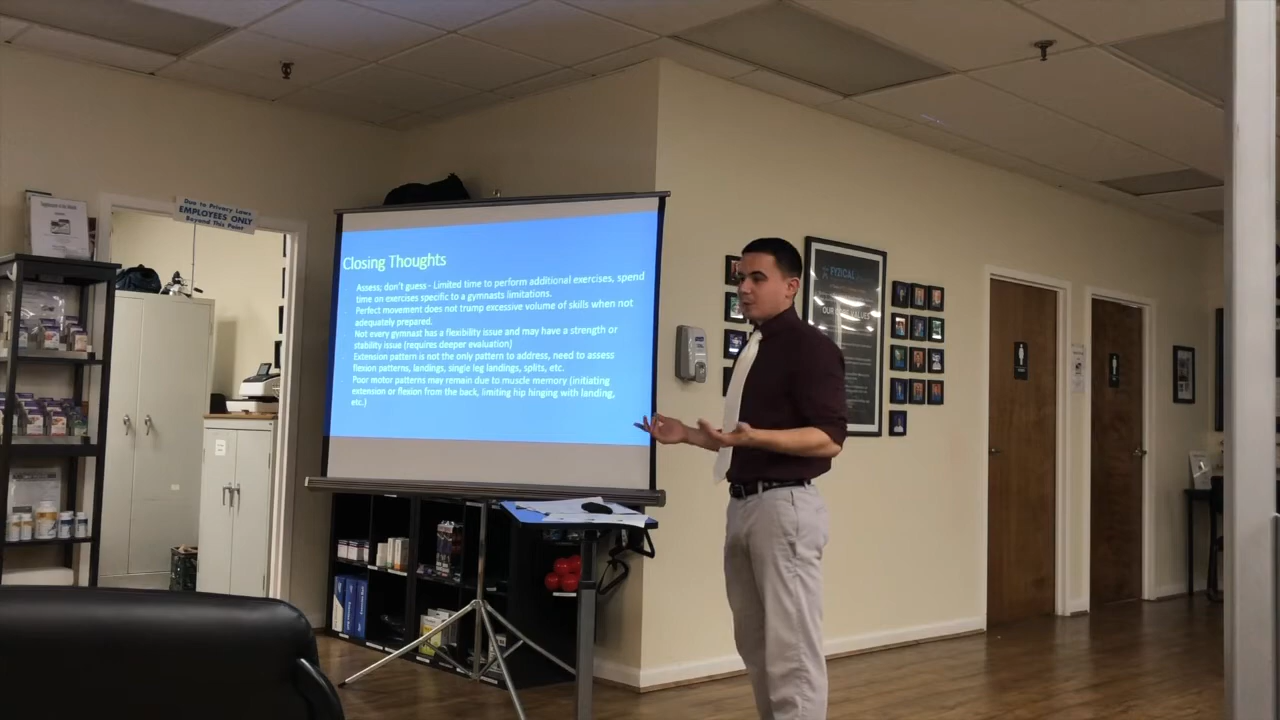 Due to Privacy Laws
EMPLOYEES ONLY
Beyond This Point
Closing Thoughts
Assess; don't guess - Limited time to perform additional exercises, spend
time on exercises specific to a gymnasts limitations.
Perfect movement does not trump excessive volume of skills when not
adequately prepared.
Not every gymnast has a flexibility issue and may have a strength or
stability issue (requires deeper evaluation)
Extension pattern is not the only pattern to address, need to assess
flexion patterns, landings, single leg landings, splits, etc.
Poor motor patterns may remain due to muscle memory (initiating
extension or flexion from the back, limiting hip hinging with landing,
etc.)
FYZICAL
OUR VALUES